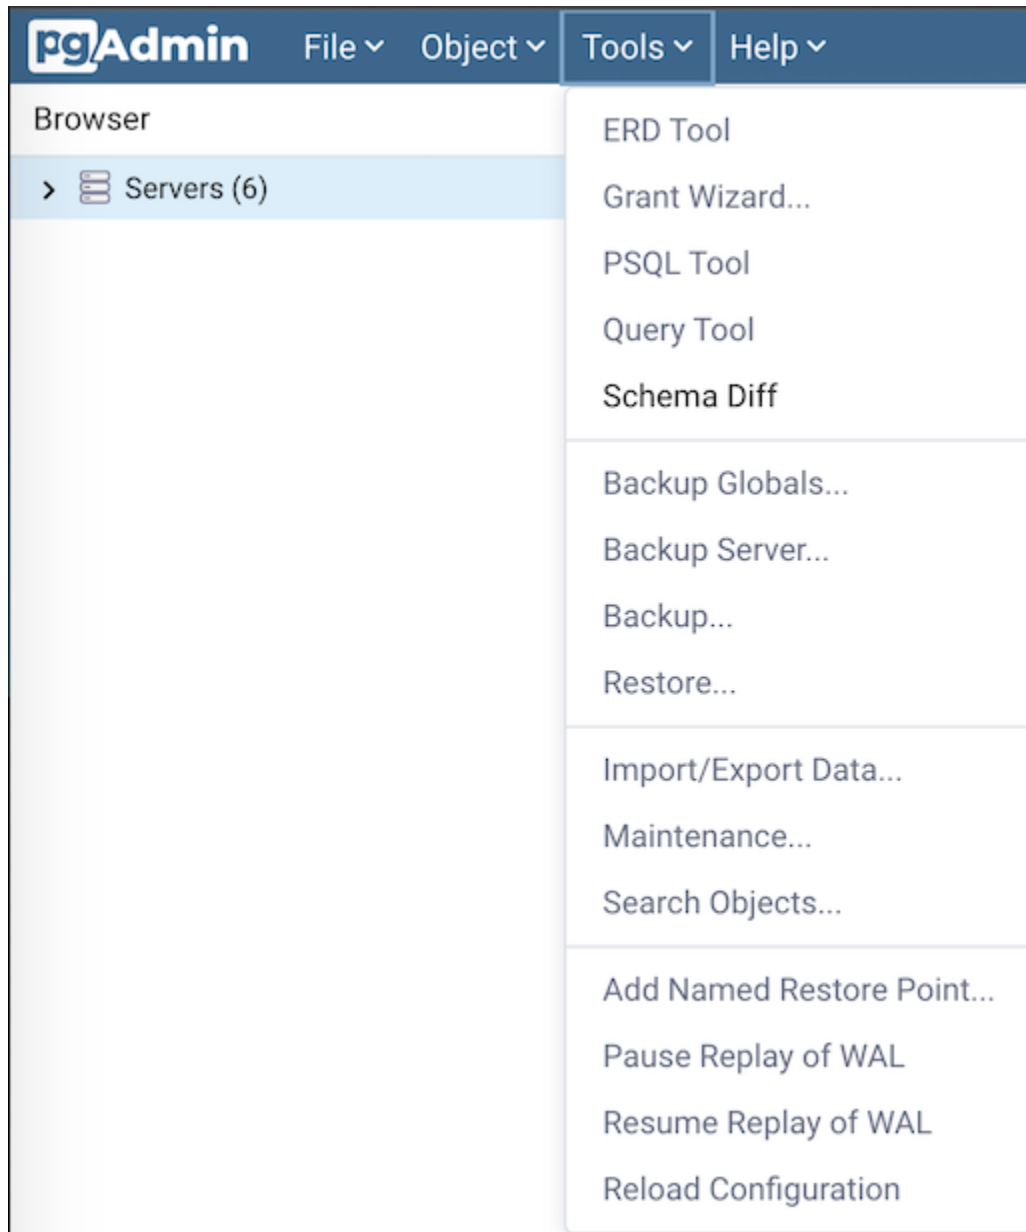 pgAdmin File Object Tools Help
Browser
Servers (6)
ERD Tool
Grant Wizard...
PSQL Tool
Query Tool
Schema Diff
Backup Globals...
Backup Server...
Backup...
Restore...
Import/Export Data...
Maintenance...
Search Objects...
Add Named Restore Point...
Pause Replay of WAL
Resume Replay of WAL
Reload Configuration